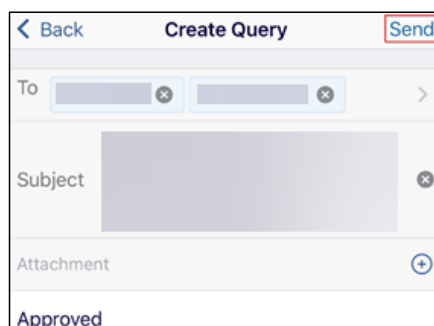 Back Create Query Send
To
Subject
Attachment
Approved